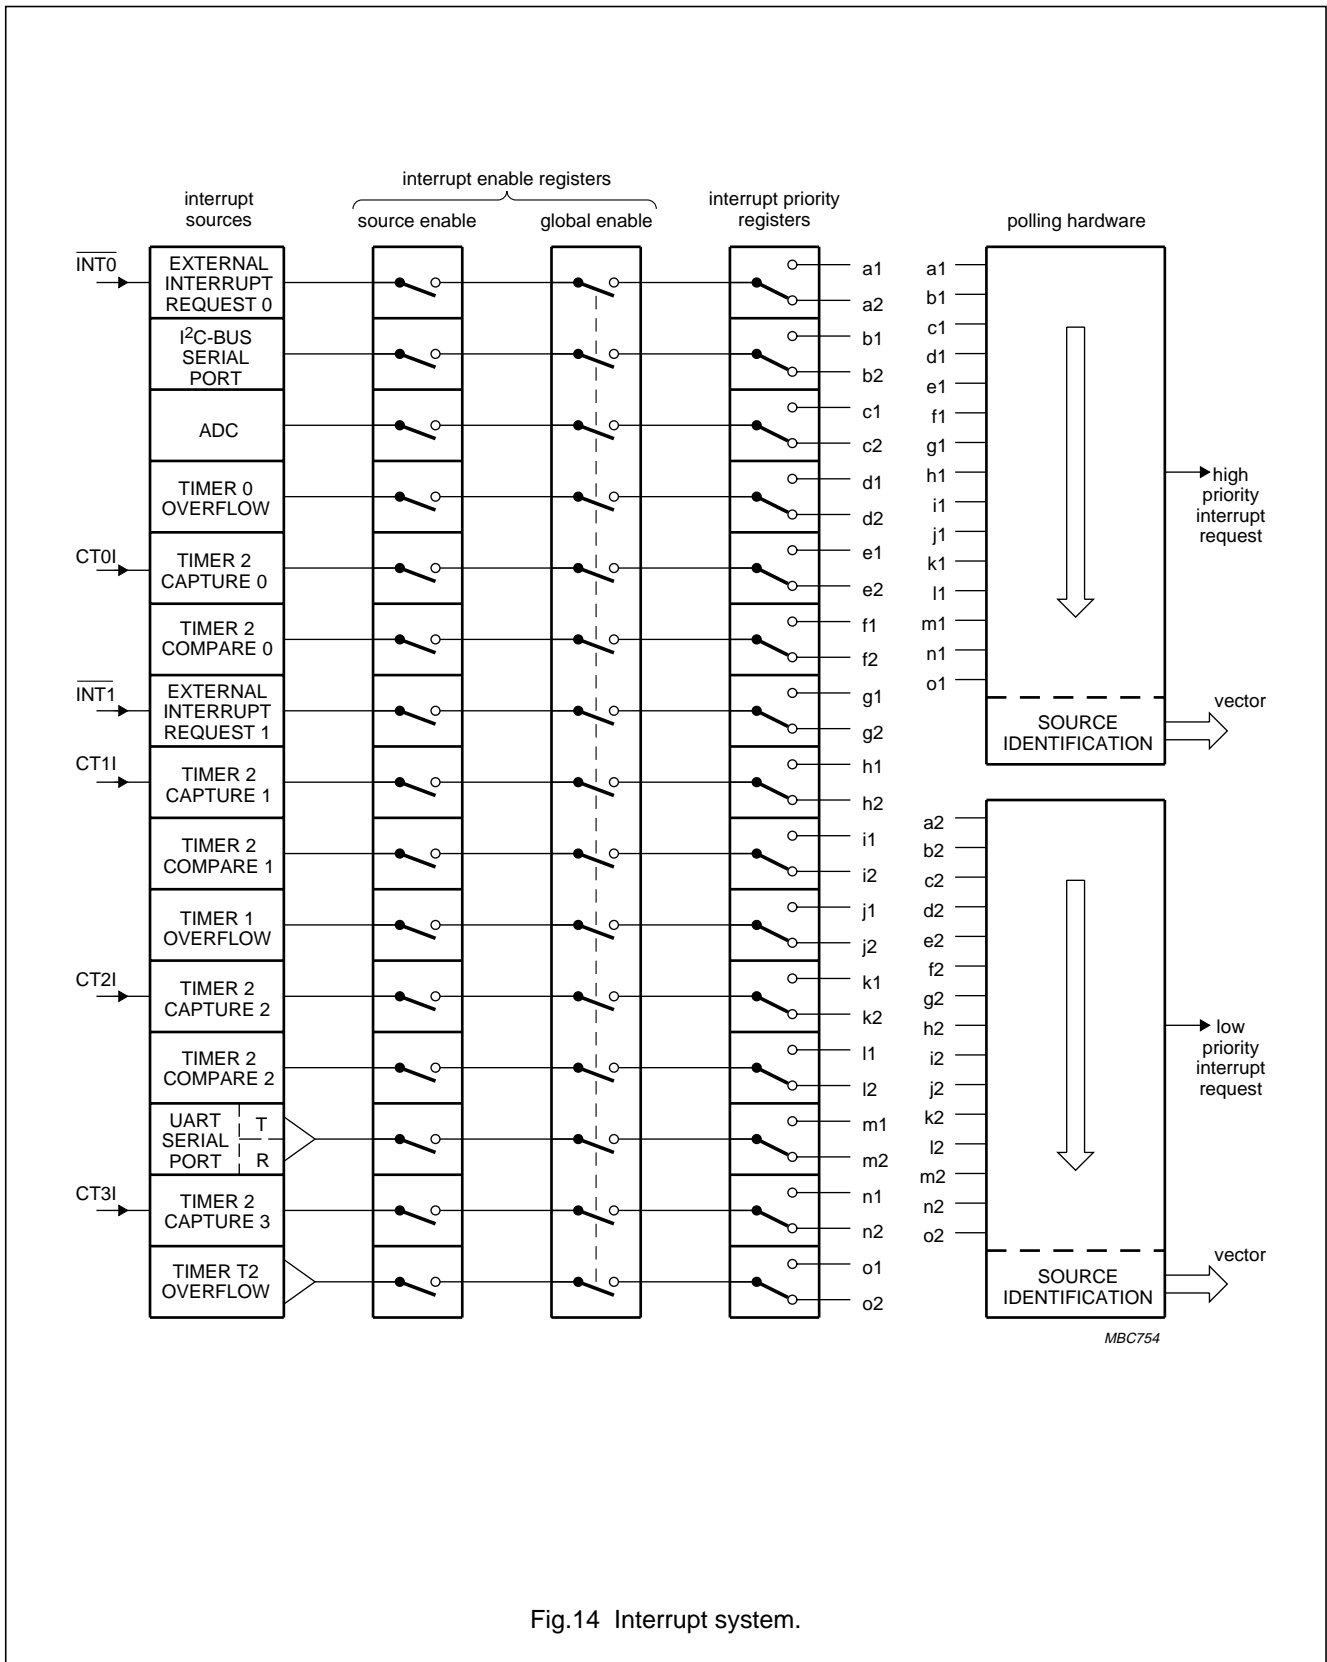 interrupt enable registers
interrupt
sources
source enable
global enable
interrupt priority
registers
polling hardware
INT0
EXTERNAL
INTERRUPT
REQUEST 0
I2C-BUS
SERIAL
PORT
ADC
TIMER 0
OVERFLOW
CT0I
TIMER 2
CAPTURE 0
TIMER 2
COMPARE 0
INT1
EXTERNAL
INTERRUPT
REQUEST 1
CT1I
TIMER 2
CAPTURE 1
TIMER 2
COMPARE 1
TIMER 1
OVERFLOW
CT2I
TIMER 2
CAPTURE 2
TIMER 2
COMPARE 2
UART
SERIAL
PORT
T
R
CT3I
TIMER 2
CAPTURE 3
TIMER T2
OVERFLOW
a1
a2
b1
b2
c1
c2
d1
d2
e1
e2
f1
f2
g1
g2
h1
h2
i1
i2
j1
j2
k1
k2
l1
l2
m1
m2
n1
n2
o1
o2
a1
b1
c1
d1
e1
f1
g1
h1
i1
j1
k1
l1
m1
n1
o1
high
priority
interrupt
request
SOURCE
IDENTIFICATION
vector
a2
b2
c2
d2
e2
f2
g2
h2
i2
j2
k2
l2
m2
n2
o2
low
priority
interrupt
request
SOURCE
IDENTIFICATION
vector
MBC754
Fig.14 Interrupt system.